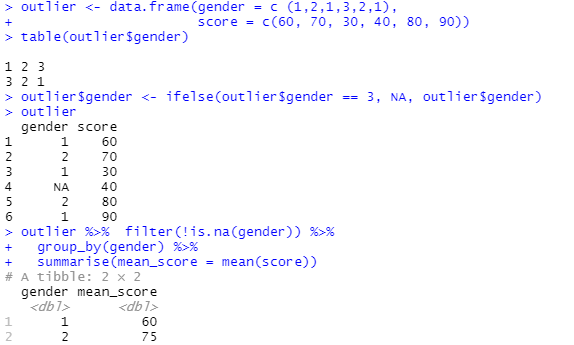 > outlier <- data.frame(gender = c (1,2,1,3,2,1),
+                       score = c(60, 70, 30, 40, 80, 90))
> table(outlier$gender)
1 2 3
3 2 1
> outlier$gender <- ifelse(outlier$gender == 3, NA, outlier$gender)
> outlier
  gender score
1      1    60
2      2    70
3      1    30
4     NA    40
5      2    80
6      1    90
> outlier %>%  filter(!is.na(gender)) %>%
+   group_by(gender) %>%
+   summarise(mean_score = mean(score))
# A tibble: 2 x 2
  gender mean_score
   <dbl>      <dbl>
1      1         60
2      2         75